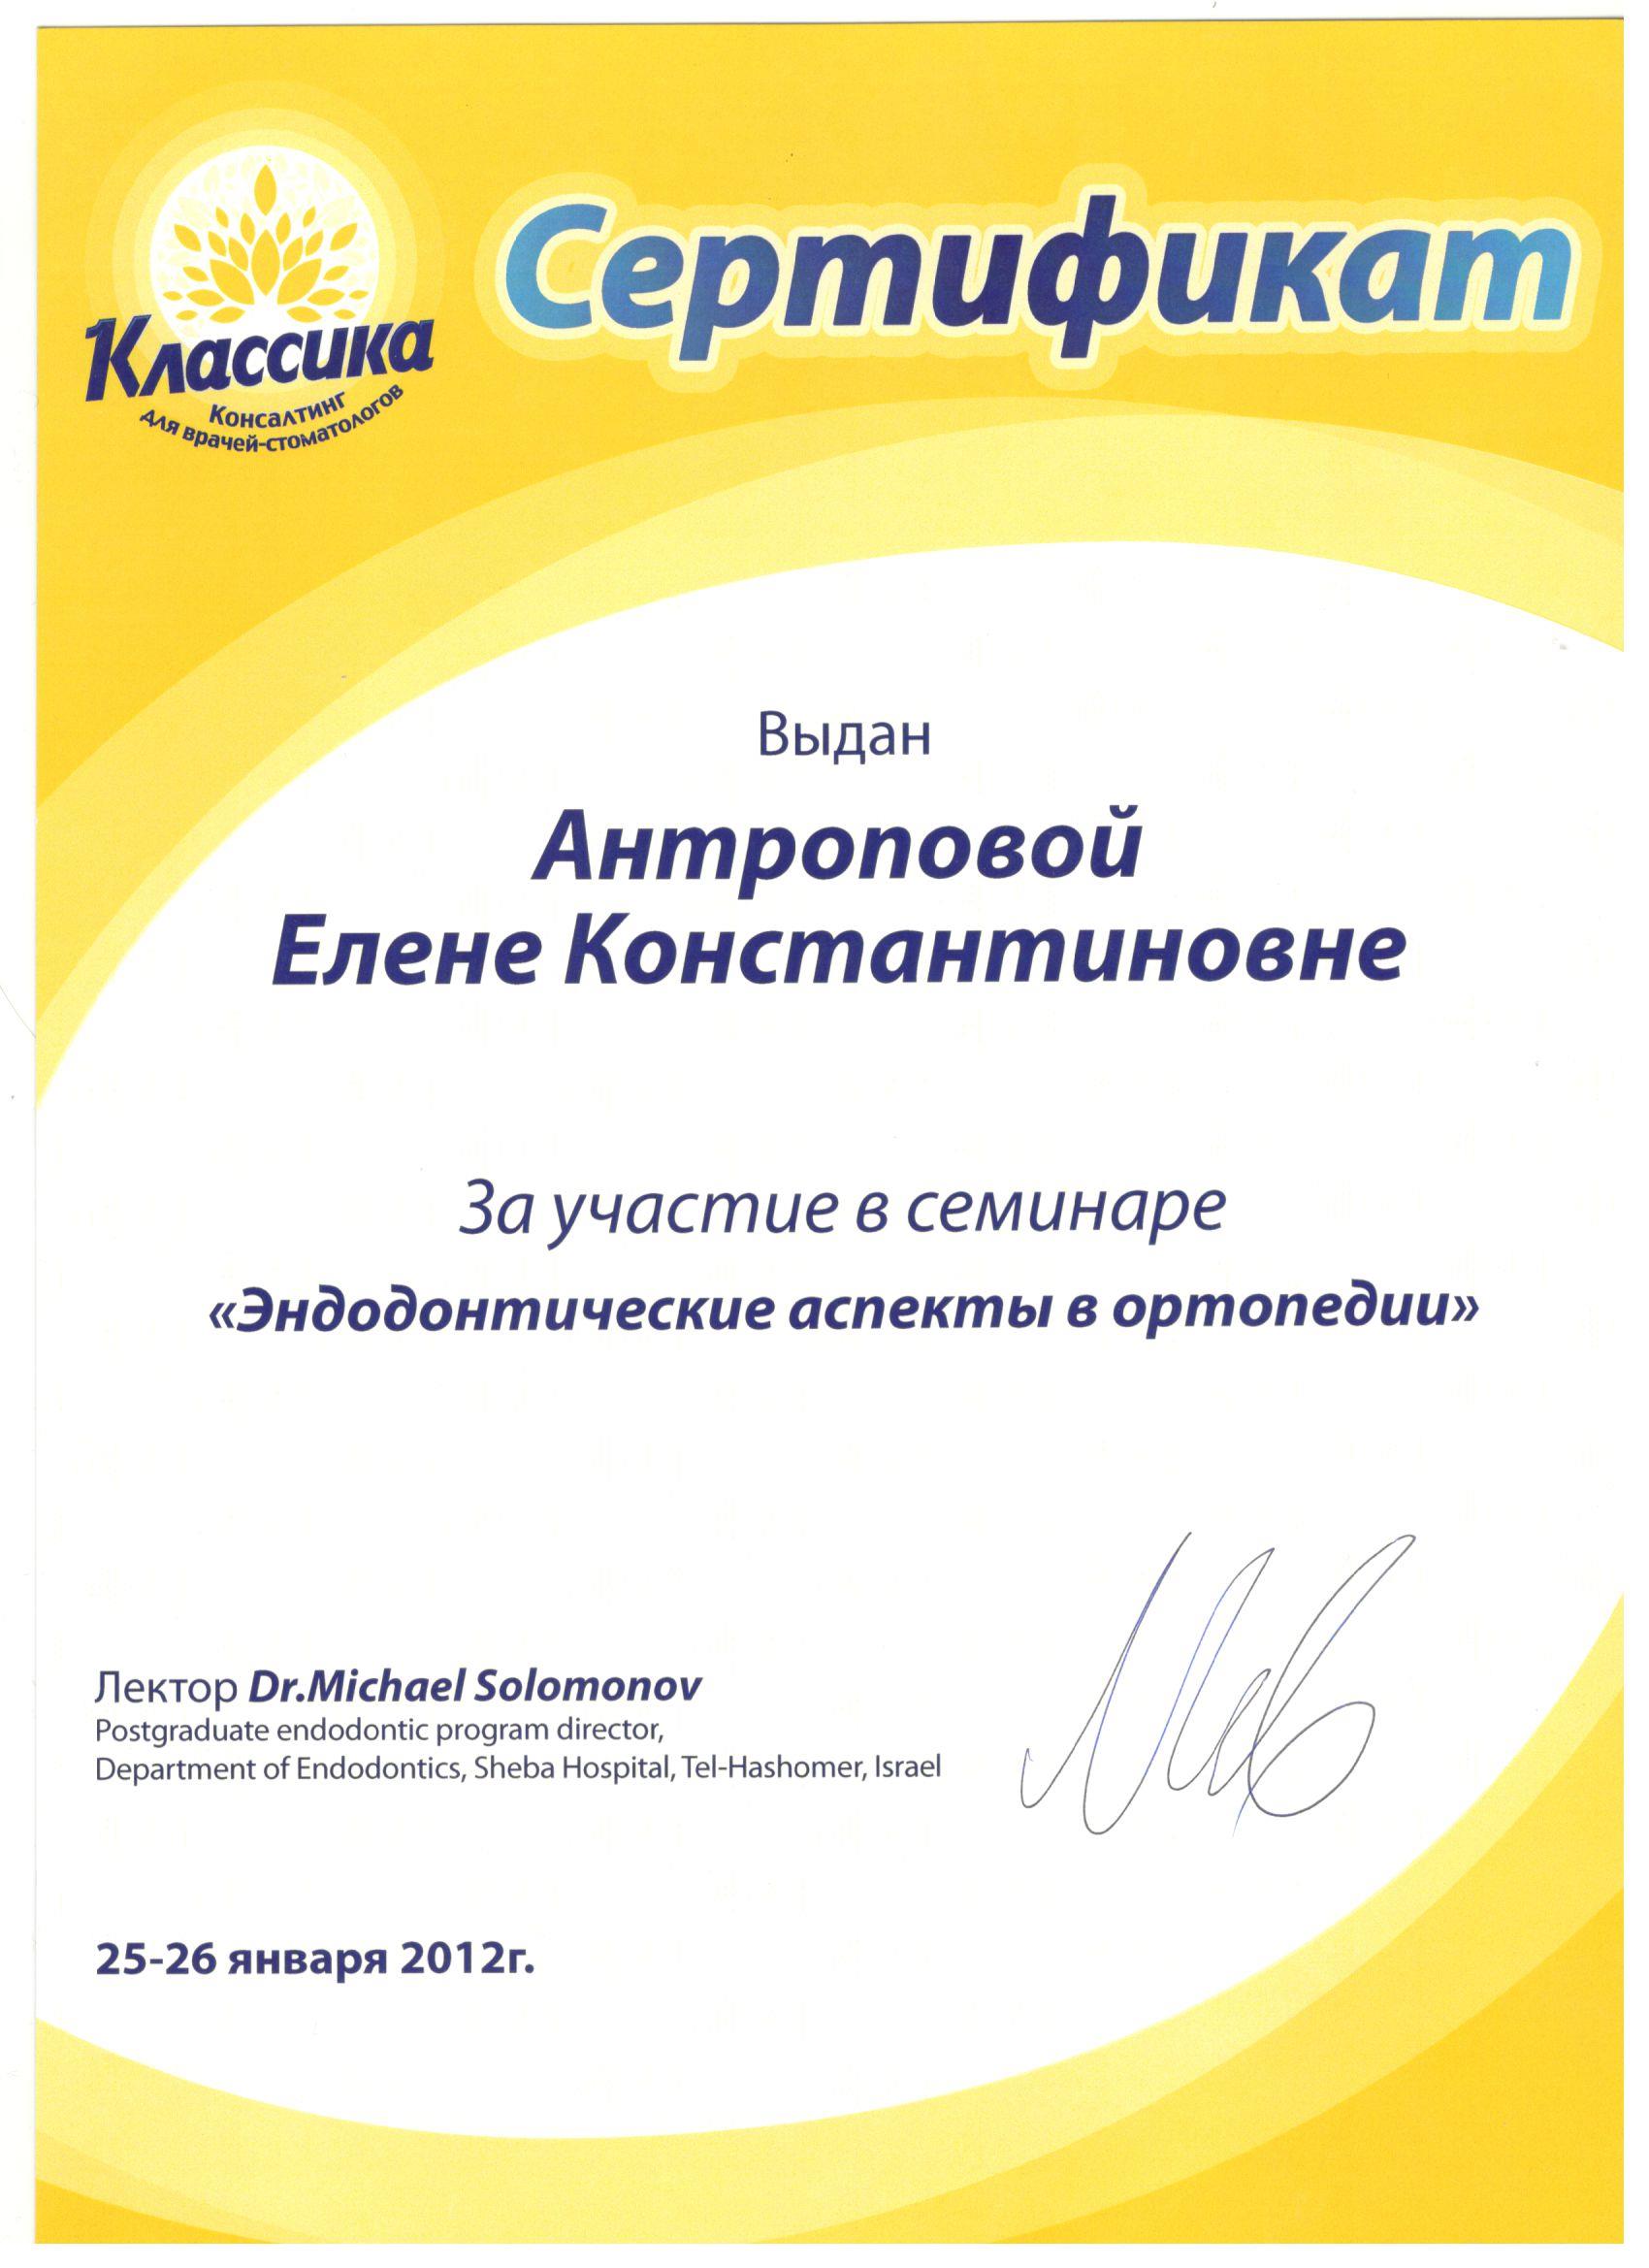 Классика
Консалтинг
для врачей-стоматологов
Сертификат
Выдан
Антроповой
Елене Константиновне
За участие в семинаре
«Эндодонтические аспекты в ортопедии»
Лектор Dr.Michael Solomonov
Postgraduate endodontic program director,
Department of Endodontics, Sheba Hospital, Tel-Hashomer, Israel
25-26 января 2012г.